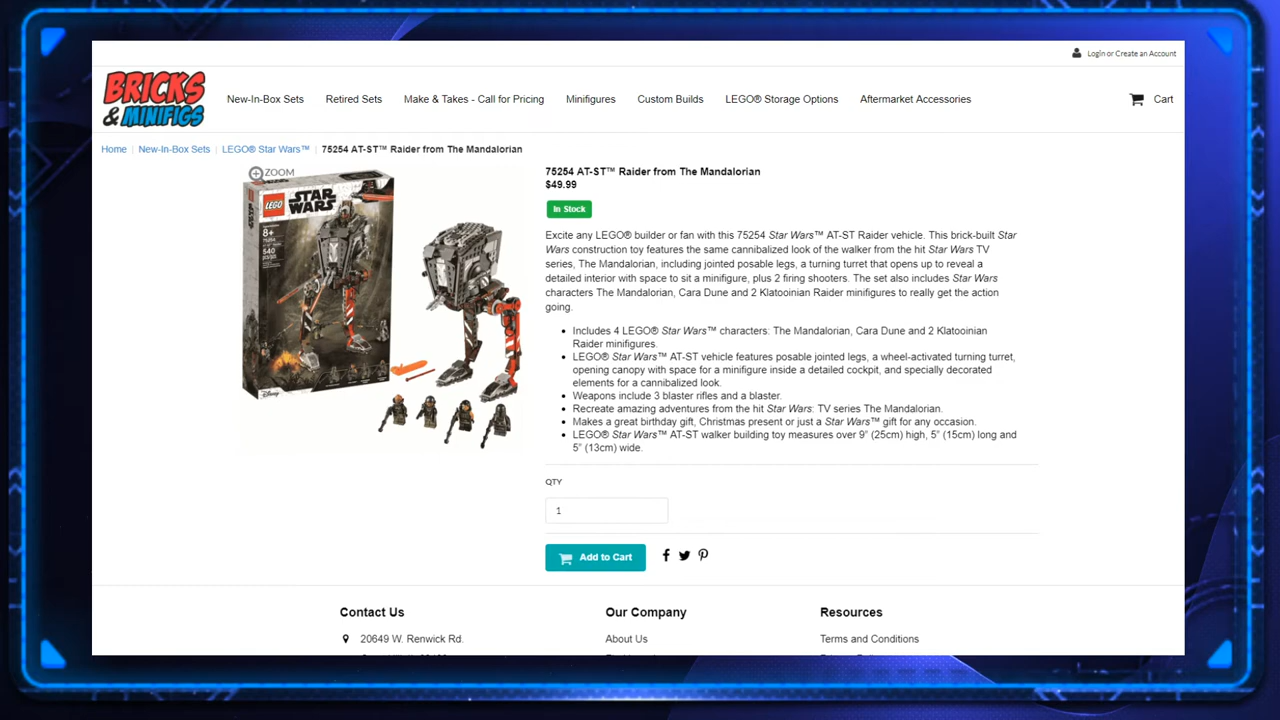 Login or Create an Account
BRICKS
& MINIFIGS
New-In-Box Sets
Retired Sets
Make & Takes - Call for Pricing
Minifigures
Custom Builds
LEGO® Storage Options
Aftermarket Accessories
Cart
Home | New-In-Box Sets | LEGO® Star Wars™ | 75254 AT-ST™ Raider from The Mandalorian
ZOOM
LEGO
STAR
WARS
8+
75254
540
Disney
75254 AT-ST™ Raider from The Mandalorian
$49.99
In Stock
Excite any LEGO® builder or fan with this 75254 Star Wars™ AT-ST Raider vehicle. This brick-built Star
Wars construction toy features the same cannibalized look of the walker from the hit Star Wars TV
series, The Mandalorian, including jointed posable legs, a turning turret that opens up to reveal a
detailed interior with space to sit a minifigure, plus 2 firing shooters. The set also includes Star Wars
characters The Mandalorian, Cara Dune and 2 Klatooinian Raider minifigures to really get the action
going.
• Includes 4 LEGO® Star Wars™ characters: The Mandalorian, Cara Dune and 2 Klatooinian
Raider minifigures.
• LEGO® Star Wars™ AT-ST vehicle features posable jointed legs, a wheel-activated turning turret,
opening canopy with space for a minifigure inside a detailed cockpit, and specially decorated
elements for a cannibalized look.
• Weapons include 3 blaster rifles and a blaster.
• Recreate amazing adventures from the hit Star Wars: TV series The Mandalorian.
• Makes a great birthday gift, Christmas present or just a Star Wars™ gift for any occasion.
• LEGO® Star Wars™ AT-ST walker building toy measures over 9” (25cm) high, 5” (15cm) long and
5” (13cm) wide.
QTY
1
Add to Cart
Contact Us
20649 W. Renwick Rd.
Our Company
About Us
Resources
Terms and Conditions